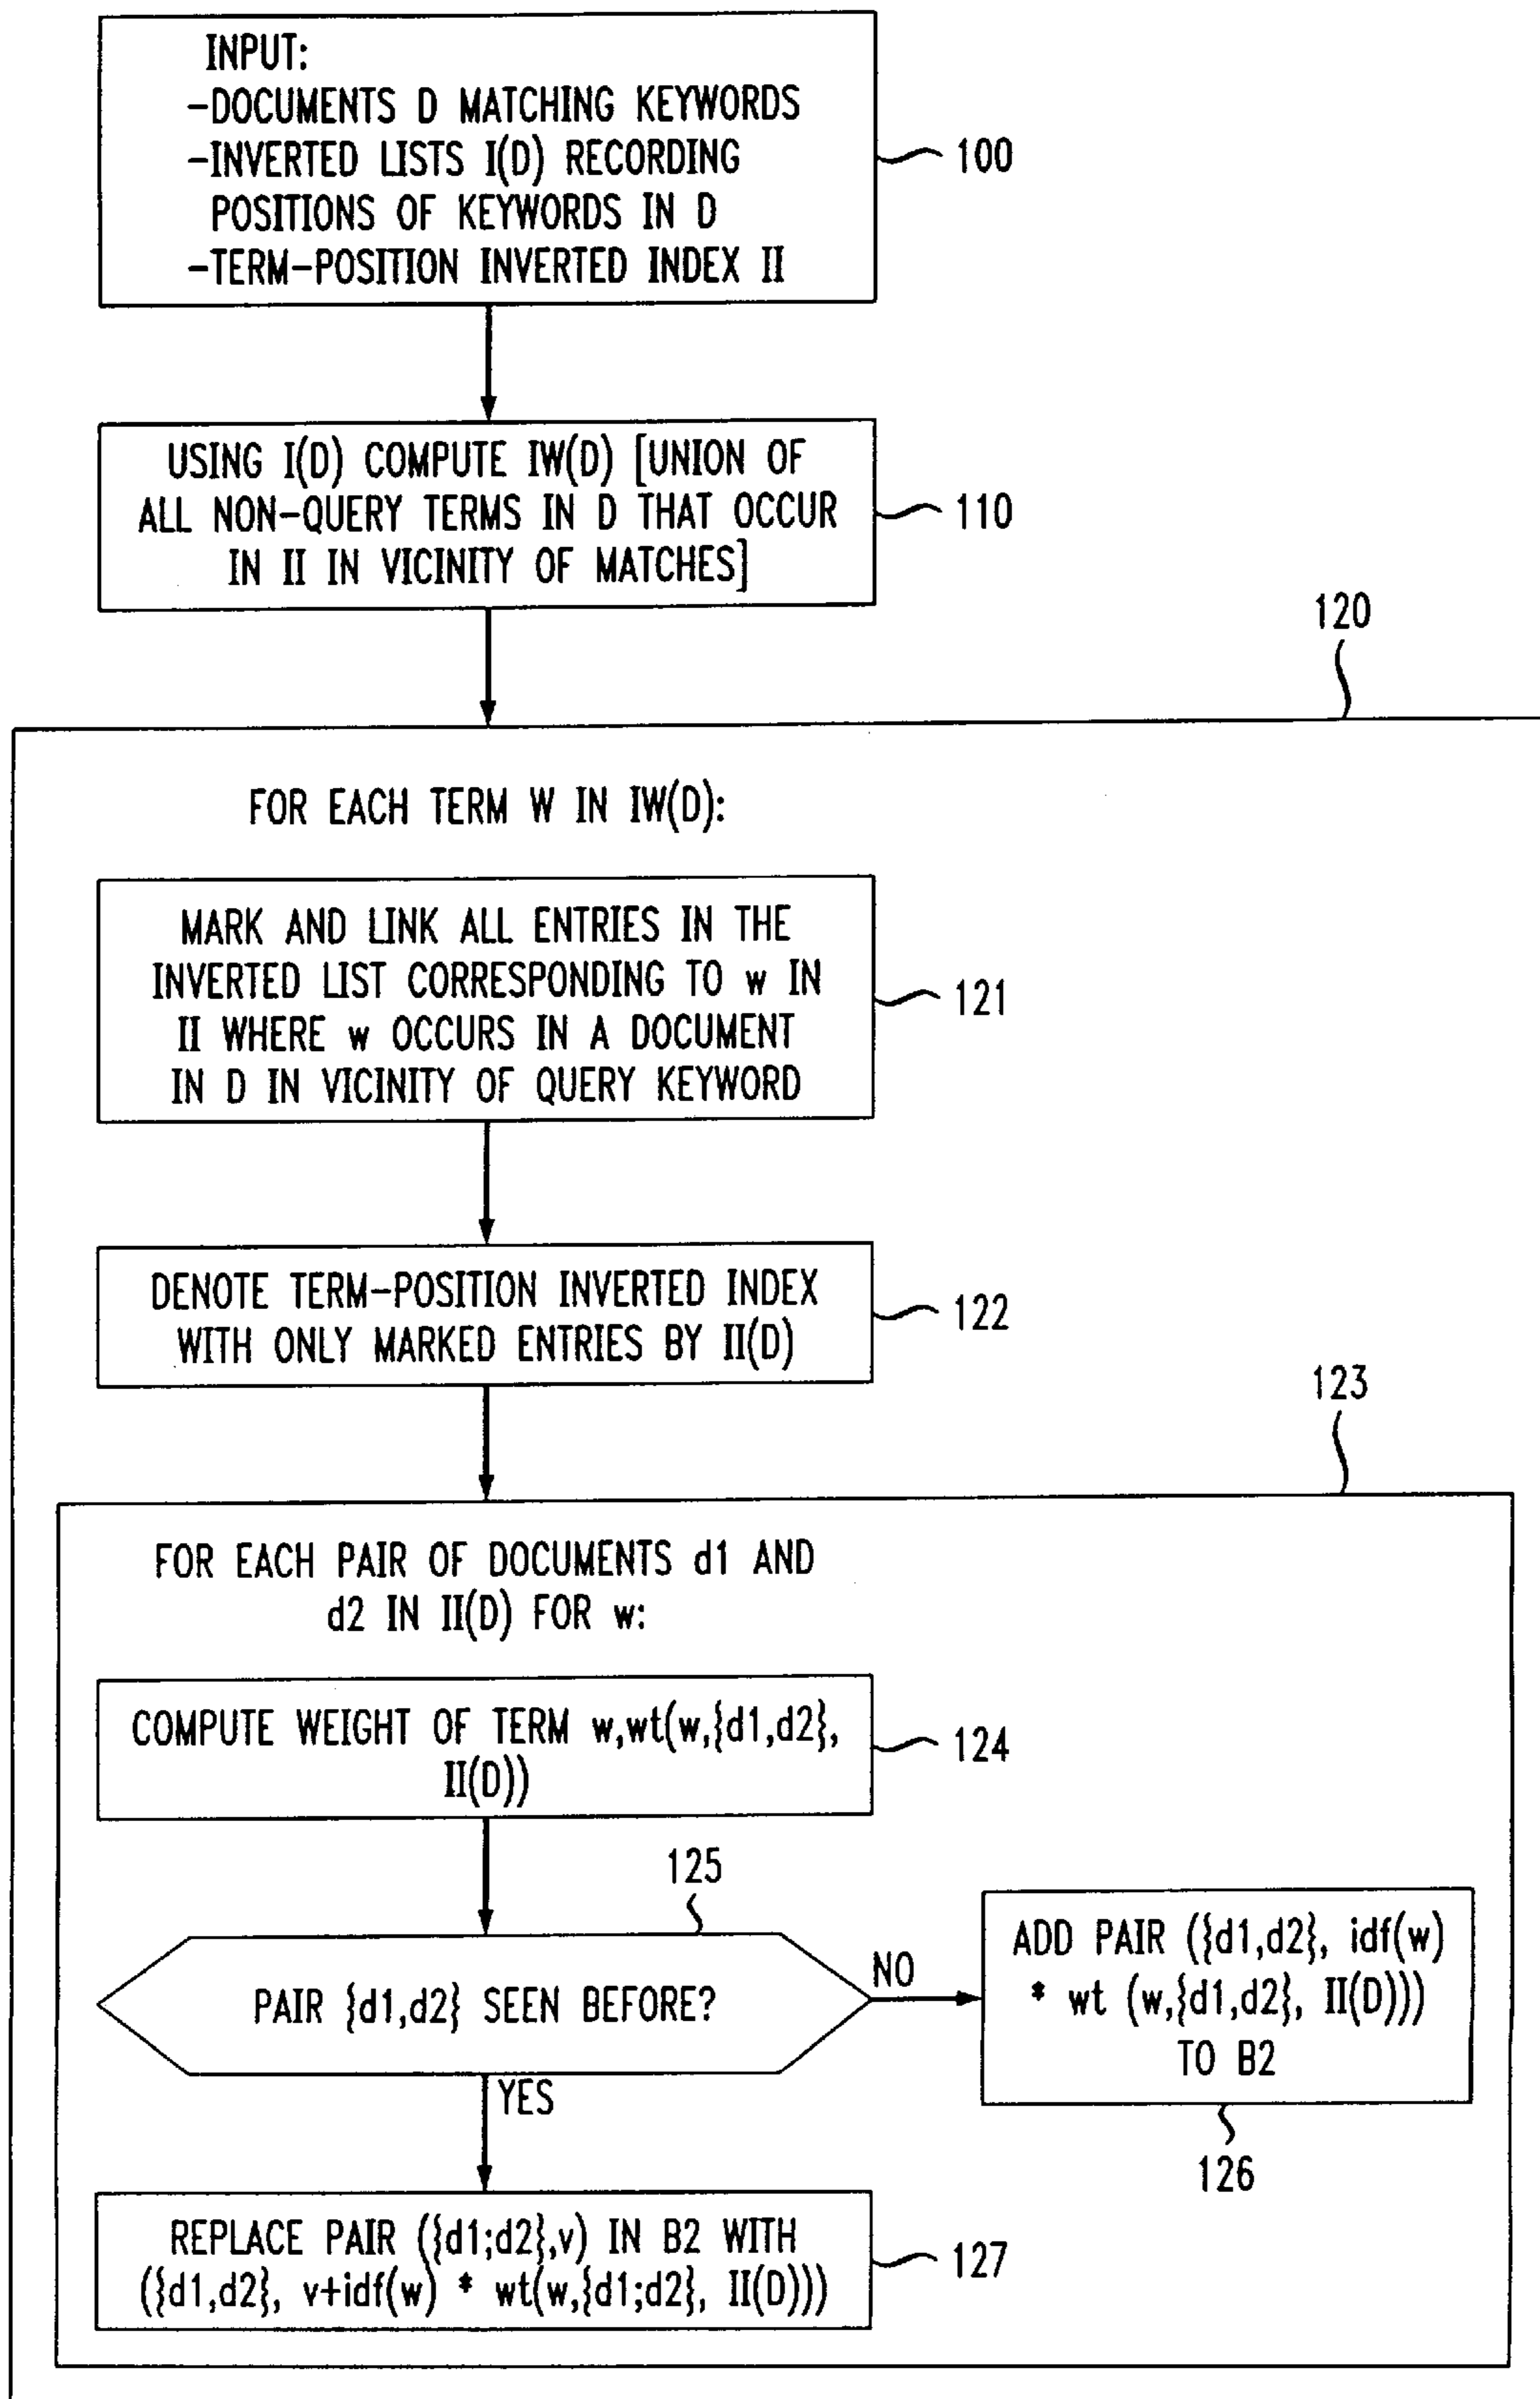 INPUT:
-DOCUMENTS D MATCHING KEYWORDS
-INVERTED LISTS I(D) RECORDING
POSITIONS OF KEYWORDS IN D
-TERM-POSITION INVERTED INDEX II
100
USING I(D) COMPUTE IW(D) [UNION OF
ALL NON-QUERY TERMS IN D THAT OCCUR
IN II IN VICINITY OF MATCHES]
110
120
FOR EACH TERM W IN IW(D):
MARK AND LINK ALL ENTRIES IN THE
INVERTED LIST CORRESPONDING TO w IN
II WHERE w OCCURS IN A DOCUMENT
IN D IN VICINITY OF QUERY KEYWORD
121
DENOTE TERM-POSITION INVERTED INDEX
WITH ONLY MARKED ENTRIES BY II(D)
122
123
FOR EACH PAIR OF DOCUMENTS d1 AND
d2 IN II(D) FOR w:
COMPUTE WEIGHT OF TERM w,wt(w,{d1,d2},
II(D))
124
125
PAIR {d1,d2} SEEN BEFORE?
NO
ADD PAIR ({d1,d2}, idf(w)
* wt (w,{d1,d2}, II(D)))
TO B2
126
YES
REPLACE PAIR ({d1;d2},v) IN B2 WITH
({d1,d2}, v+idf(w) * wt(w,{d1;d2}, II(D)))
127